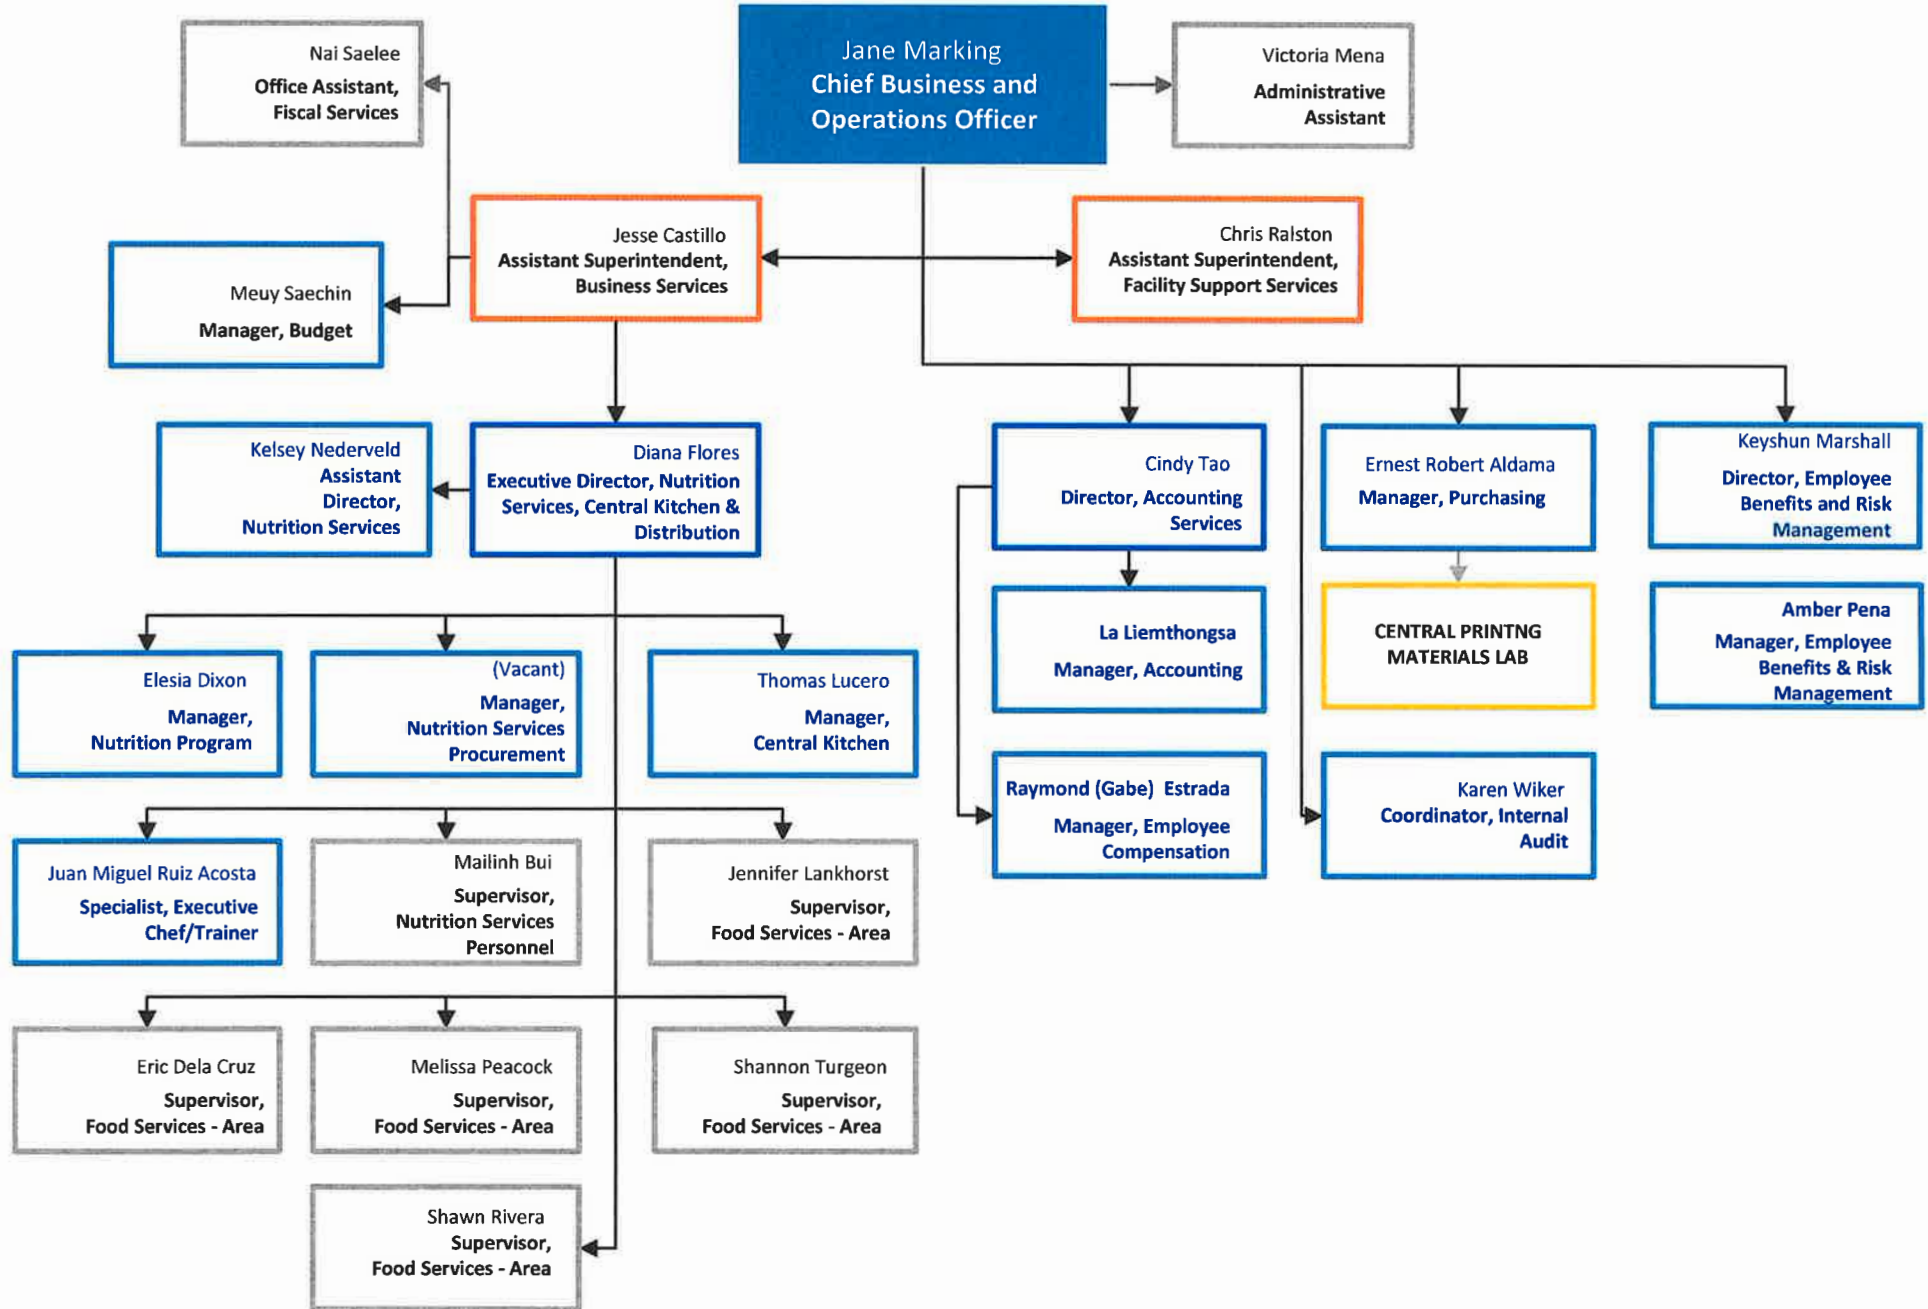 Nai Saelee
Office Assistant,
Fiscal Services
Jane Marking
Chief Business and
Operations Officer
Victoria Mena
Administrative
Assistant
Jesse Castillo
Assistant Superintendent,
Business Services
Chris Ralston
Assistant Superintendent,
Facility Support Services
Meuy Saechin
Manager, Budget
Kelsey Nederveld
Assistant
Director,
Nutrition Services
Diana Flores
Executive Director, Nutrition
Services, Central Kitchen &
Distribution
Cindy Tao
Director, Accounting
Services
Ernest Robert Aldama
Manager, Purchasing
Keyshun Marshall
Director, Employee
Benefits and Risk
Management
La Liemthongsa
Manager, Accounting
CENTRAL PRINTNG
MATERIALS LAB
Amber Pena
Manager, Employee
Benefits & Risk
Management
Elesia Dixon
Manager,
Nutrition Program
(Vacant)
Manager,
Nutrition Services
Procurement
Thomas Lucero
Manager,
Central Kitchen
Raymond (Gabe) Estrada
Manager, Employee
Compensation
Karen Wiker
Coordinator, Internal
Audit
Juan Miguel Ruiz Acosta
Specialist, Executive
Chef/Trainer
Mailinh Bui
Supervisor,
Nutrition Services
Personnel
Jennifer Lankhorst
Supervisor,
Food Services - Area
Eric Dela Cruz
Supervisor,
Food Services - Area
Melissa Peacock
Supervisor,
Food Services - Area
Shannon Turgeon
Supervisor,
Food Services - Area
Shawn Rivera
Supervisor,
Food Services - Area